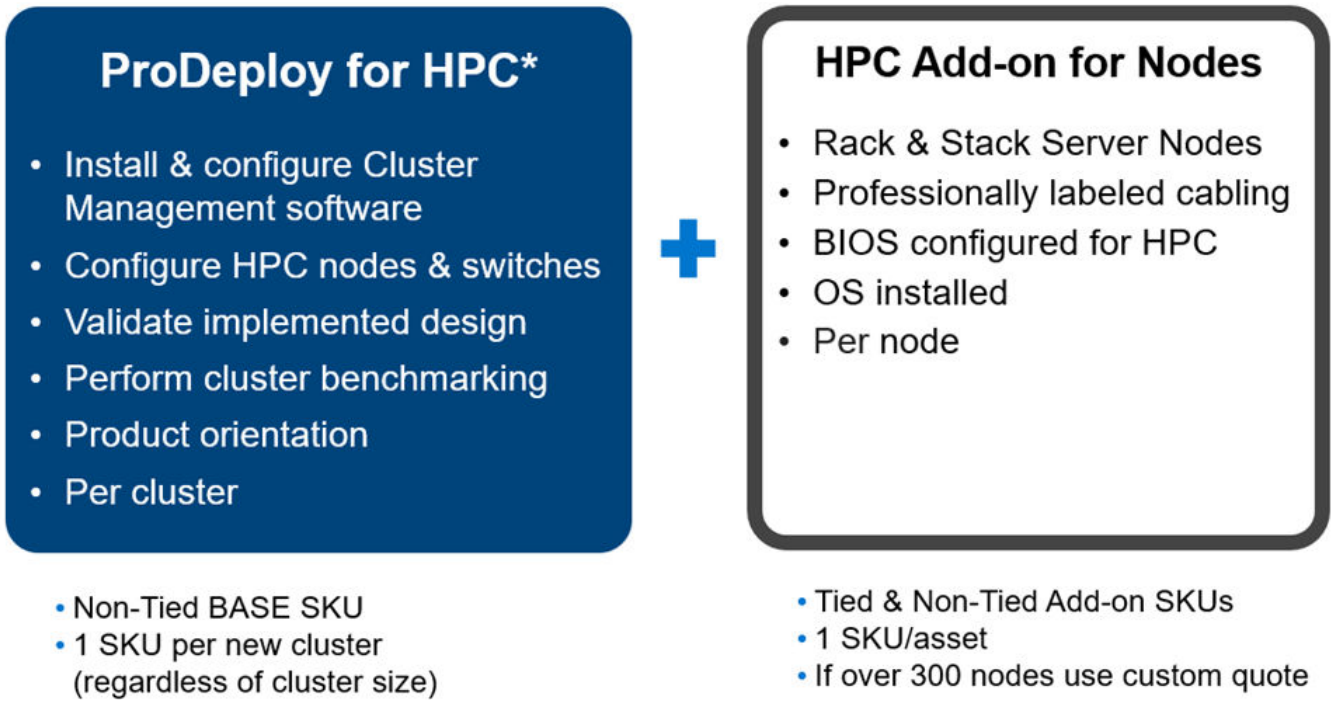 ProDeploy for HPC*
• Install & configure Cluster
Management software
• Configure HPC nodes & switches
• Validate implemented design
• Perform cluster benchmarking
• Product orientation
• Per cluster
• Non-Tied BASE SKU
• 1 SKU per new cluster
(regardless of cluster size)
+
HPC Add-on for Nodes
• Rack & Stack Server Nodes
• Professionally labeled cabling
• BIOS configured for HPC
• OS installed
• Per node
• Tied & Non-Tied Add-on SKUs
• 1 SKU/asset
• If over 300 nodes use custom quote